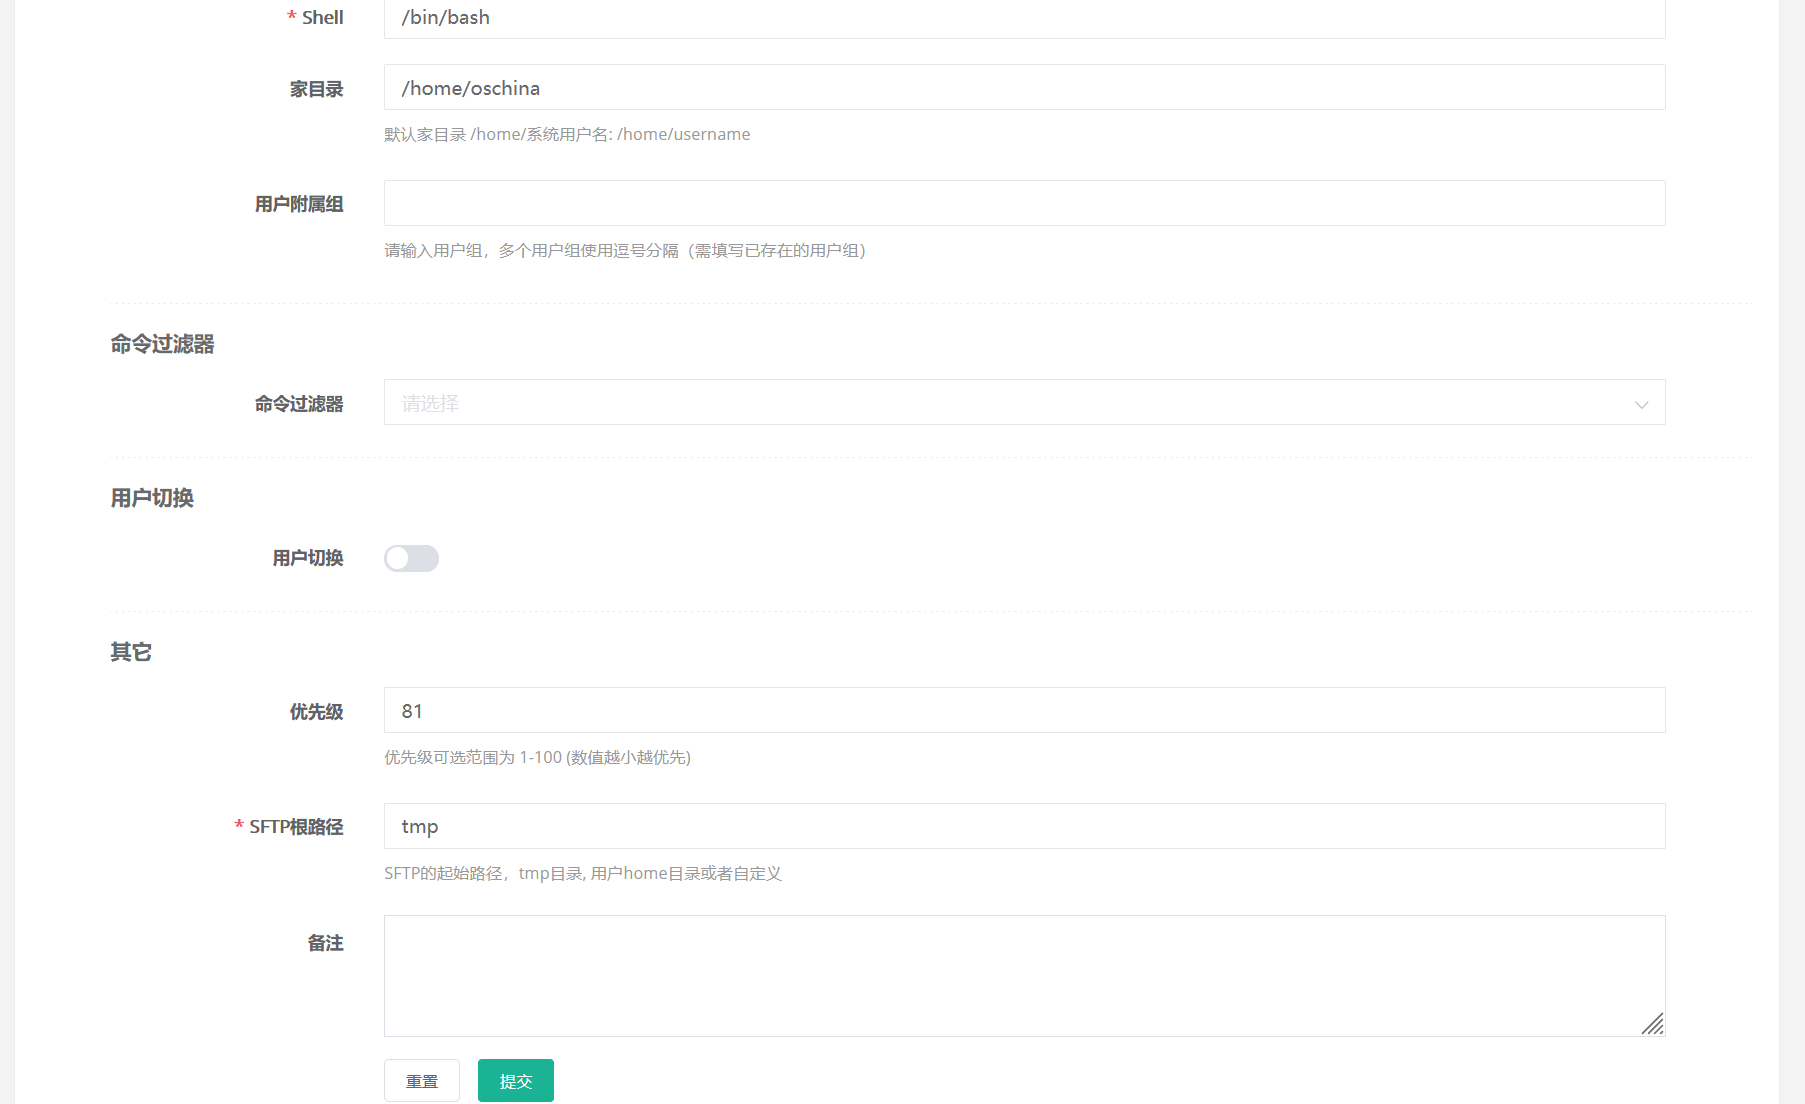 * Shell
/bin/bash
家目录
/home/oschina
默认家目录 /home/系统用户名: /home/username
用户附属组
请输入用户组，多个用户组使用逗号分隔（需填写已存在的用户组）
命令过滤器
命令过滤器
请选择
用户切换
用户切换
其它
优先级
81
优先级可选范围为 1-100 (数值越小越优先)
* SFTP根路径
tmp
SFTP的起始路径，tmp目录, 用户home目录或者自定义
备注
重置
提交